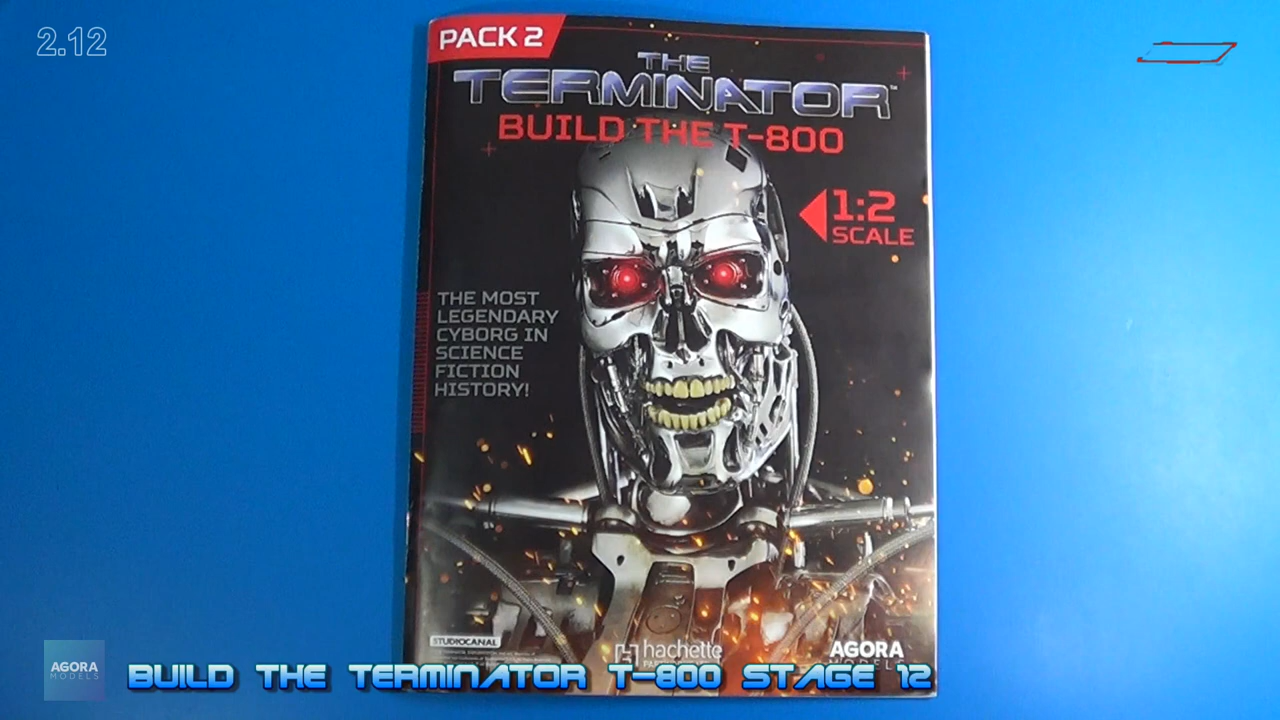 2.12
PACK 2
THE
TERMINATOR
BUILD THE T-800
1:2
SCALE
THE MOST
LEGENDARY
CYBORG IN
SCIENCE
FICTION
HISTORY!
STUDIOCANAL
hachette
AGORA
MODELS
AGORA
MODELS
BUILD THE TERMINATOR T-800 STAGE 12